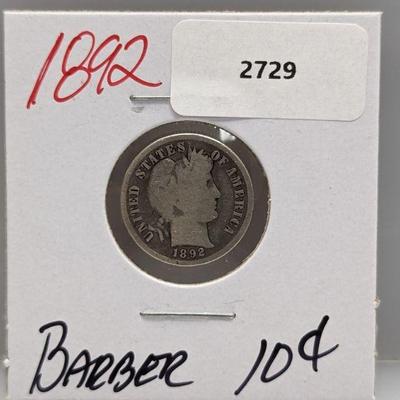 1892
2729
UNITED STATES OF AMERICA
1892
BARBER 10¢